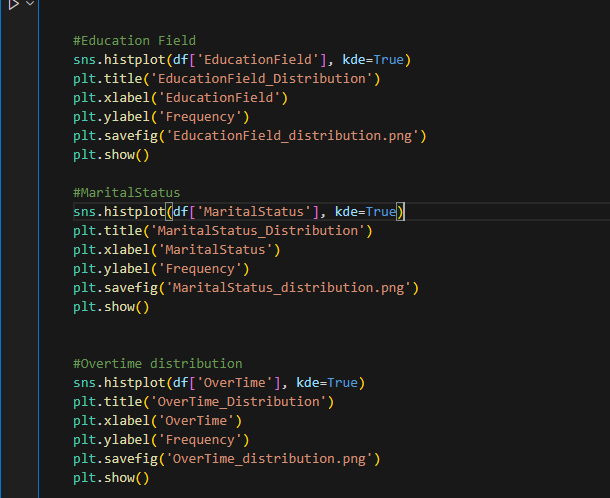 #Education Field
sns.histplot(df['EducationField'], kde=True)
plt.title('EducationField_Distribution')
plt.xlabel('EducationField')
plt.ylabel('Frequency')
plt.savefig('EducationField_distribution.png')
plt.show()
#MaritalStatus
sns.histplot(df['MaritalStatus'], kde=True)
plt.title('MaritalStatus_Distribution')
plt.xlabel('MaritalStatus')
plt.ylabel('Frequency')
plt.savefig('MaritalStatus_distribution.png')
plt.show()
#Overtime distribution
sns.histplot(df['OverTime'], kde=True)
plt.title('OverTime_Distribution')
plt.xlabel('OverTime')
plt.ylabel('Frequency')
plt.savefig('OverTime_distribution.png')
plt.show()